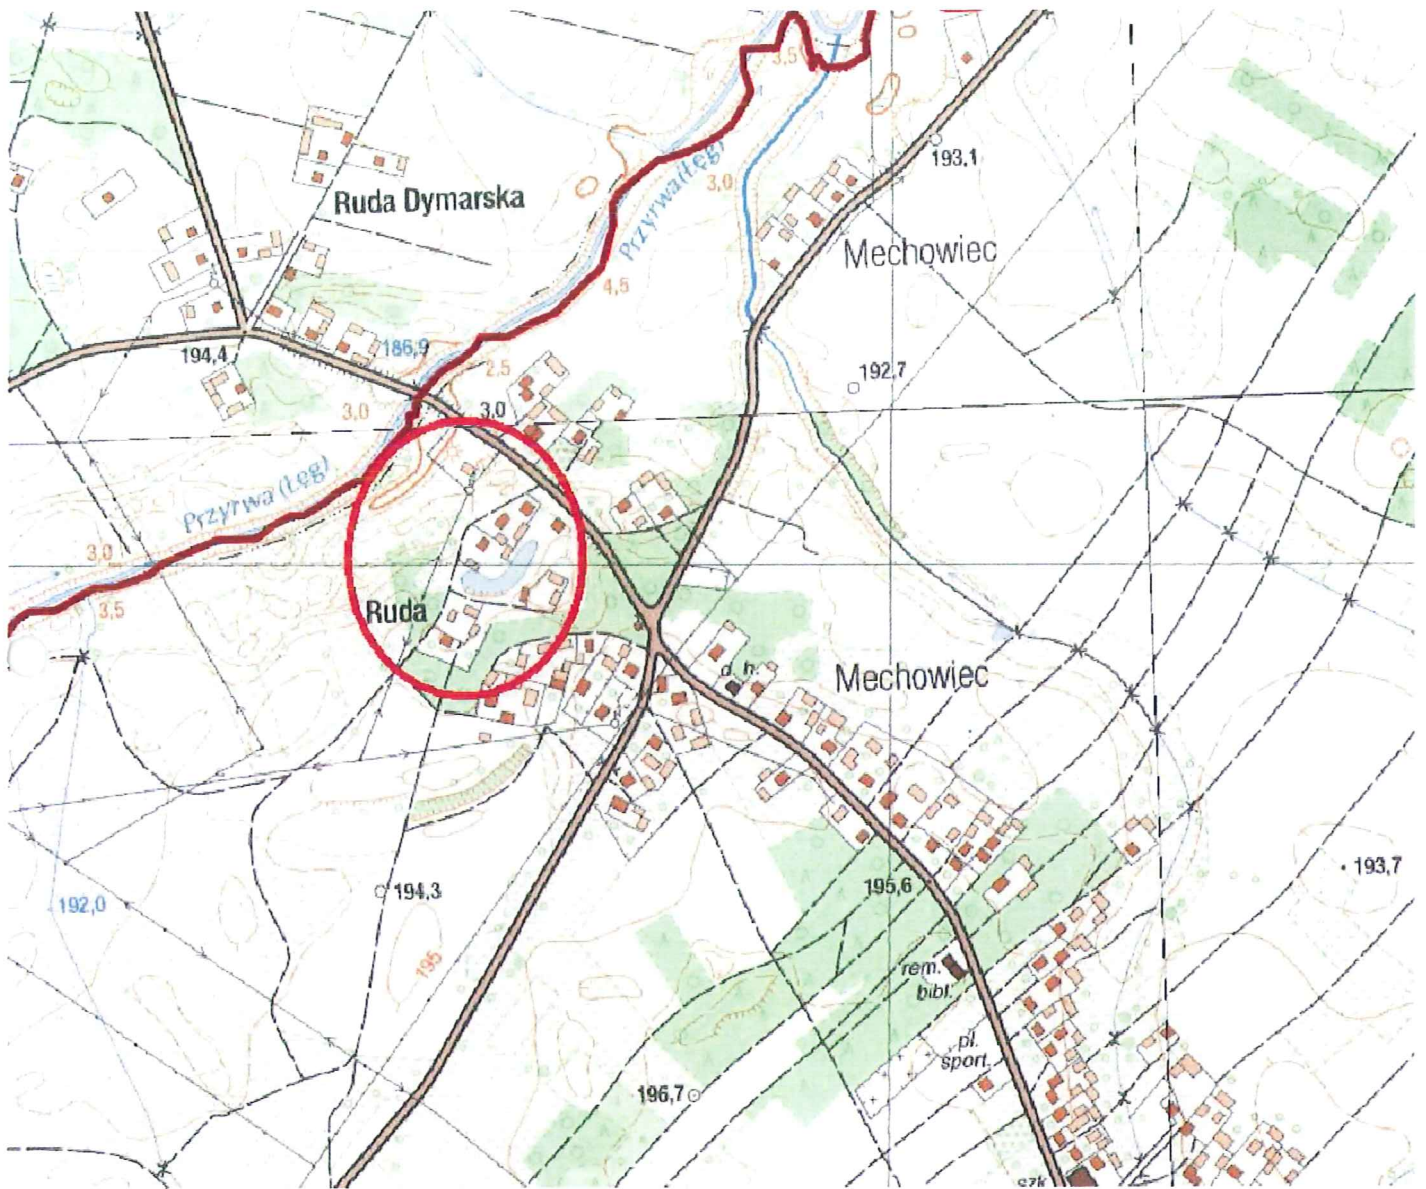 3,5
193,1
3,0
Przyrwa(Łęg)
Ruda Dymarska
Mechowiec
4,5
186,9
194,4
2,5
192,7
3,0
3,0
Przyrwa (Łęg)
3,0
3,5
Ruda
d. h.
Mechowiec
193,7
195,6
194,3
192,0
195
rem.
bibl.
pl.
sport.
196,7
szk.